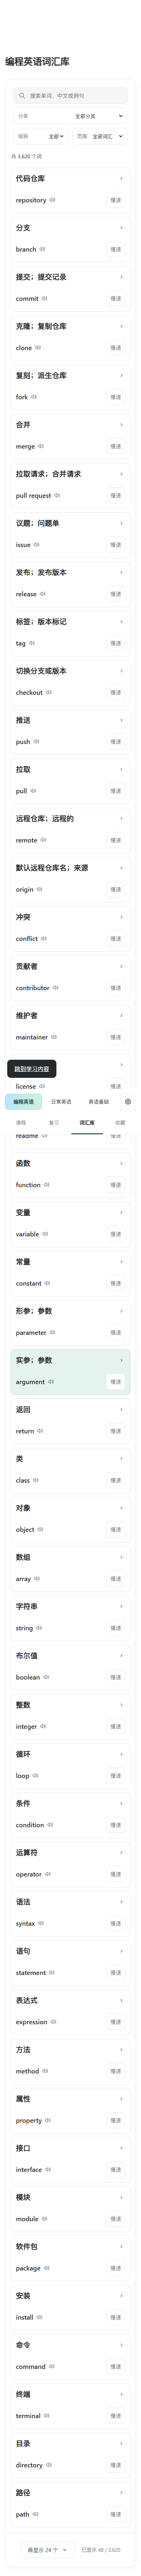 编程英语词汇库
搜索单词、中文或例句
分类 全部分类
级别 全部 范围 全部词汇
共 3,620 个词
代码仓库
repository 慢速
分支
branch 慢速
提交；提交记录
commit 慢速
克隆；复制仓库
clone 慢速
复刻；派生仓库
fork 慢速
合并
merge 慢速
拉取请求；合并请求
pull request 慢速
议题；问题单
issue 慢速
发布；发布版本
release 慢速
标签；版本标记
tag 慢速
切换分支或版本
checkout 慢速
推送
push 慢速
拉取
pull 慢速
远程仓库；远程的
remote 慢速
默认远程仓库名；来源
origin 慢速
冲突
conflict 慢速
贡献者
contributor 慢速
维护者
maintainer 慢速
跳到学习内容
license 慢速
编程英语 日常英语 英语基础
课程 复习 词汇库 收藏
readme 慢速
函数
function 慢速
变量
variable 慢速
常量
constant 慢速
形参；参数
parameter 慢速
实参；参数
argument 慢速
返回
return 慢速
类
class 慢速
对象
object 慢速
数组
array 慢速
字符串
string 慢速
布尔值
boolean 慢速
整数
integer 慢速
循环
loop 慢速
条件
condition 慢速
运算符
operator 慢速
语法
syntax 慢速
语句
statement 慢速
表达式
expression 慢速
方法
method 慢速
属性
property 慢速
接口
interface 慢速
模块
module 慢速
软件包
package 慢速
安装
install 慢速
命令
command 慢速
终端
terminal 慢速
目录
directory 慢速
路径
path 慢速
再显示 24 个 已显示 48 / 3,620